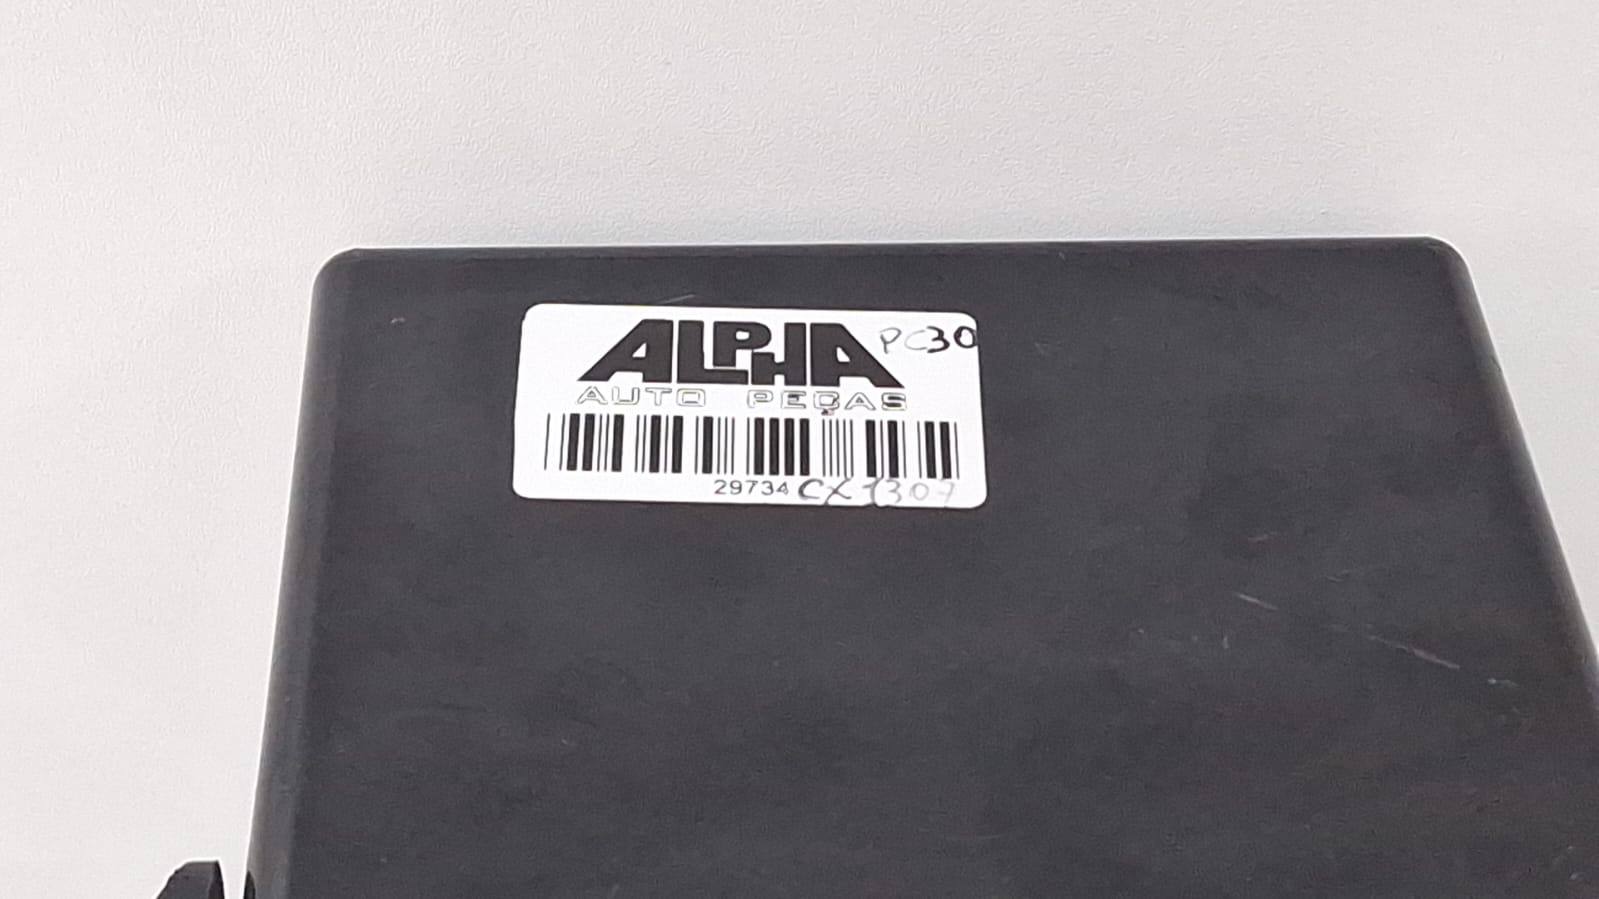 ALPHA PC30
AUTO PEÇAS
29734 CX1307